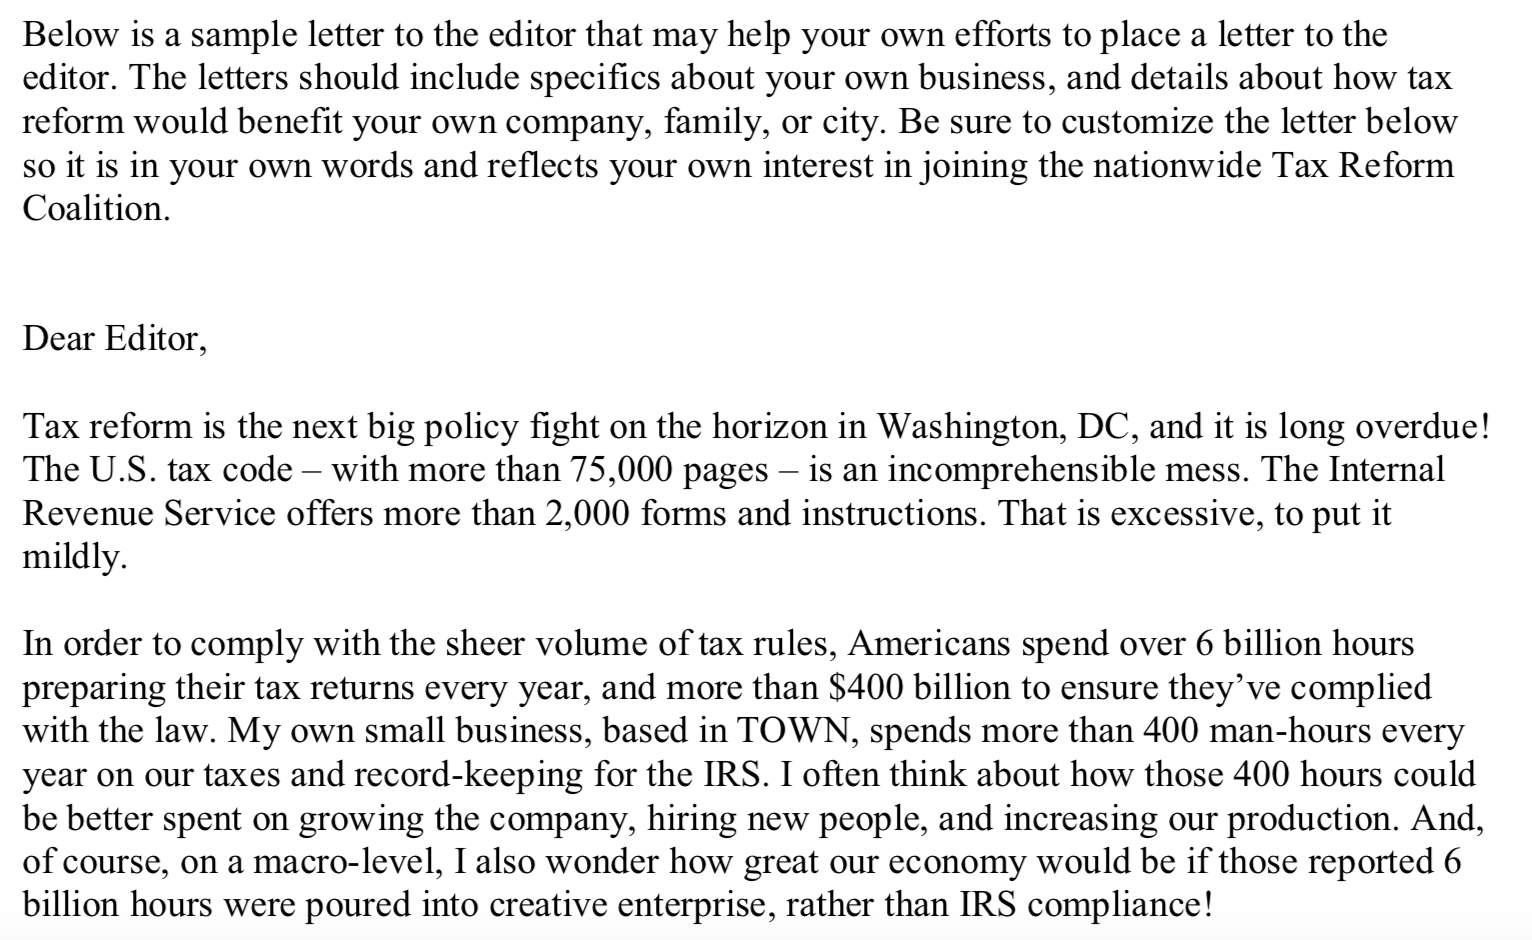 Below is a sample letter to the editor that may help your own efforts to place a letter to the
editor. The letters should include specifics about your own business, and details about how tax
reform would benefit your own company, family, or city. Be sure to customize the letter below
so it is in your own words and reflects your own interest in joining the nationwide Tax Reform
Coalition.
Dear Editor,
Tax reform is the next big policy fight on the horizon in Washington, DC, and it is long overdue!
The U.S. tax code – with more than 75,000 pages – is an incomprehensible mess. The Internal
Revenue Service offers more than 2,000 forms and instructions. That is excessive, to put it
mildly.
In order to comply with the sheer volume of tax rules, Americans spend over 6 billion hours
preparing their tax returns every year, and more than $400 billion to ensure they’ve complied
with the law. My own small business, based in TOWN, spends more than 400 man-hours every
year on our taxes and record-keeping for the IRS. I often think about how those 400 hours could
be better spent on growing the company, hiring new people, and increasing our production. And,
of course, on a macro-level, I also wonder how great our economy would be if those reported 6
billion hours were poured into creative enterprise, rather than IRS compliance!